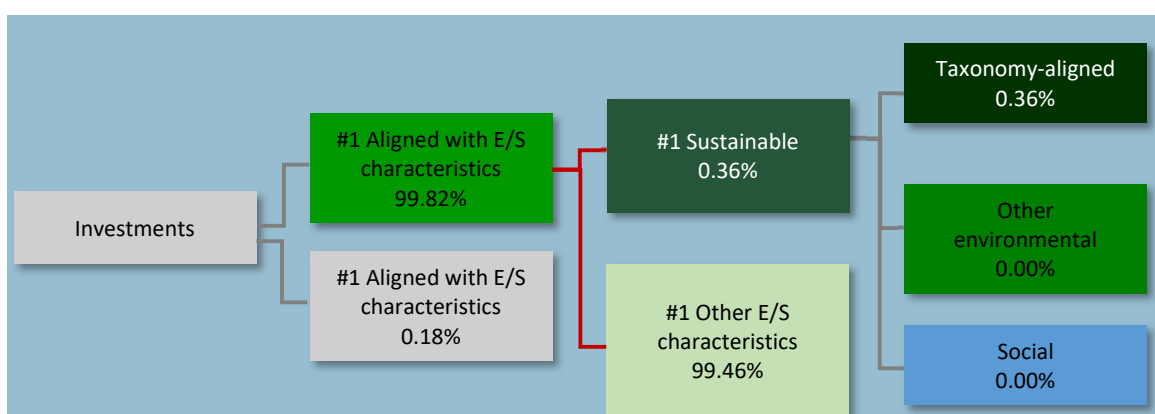 Investments
#1 Aligned with E/S
characteristics
99.82%
#1 Aligned with E/S
characteristics
0.18%
#1 Sustainable
0.36%
#1 Other E/S
characteristics
99.46%
Taxonomy-aligned
0.36%
Other
environmental
0.00%
Social
0.00%